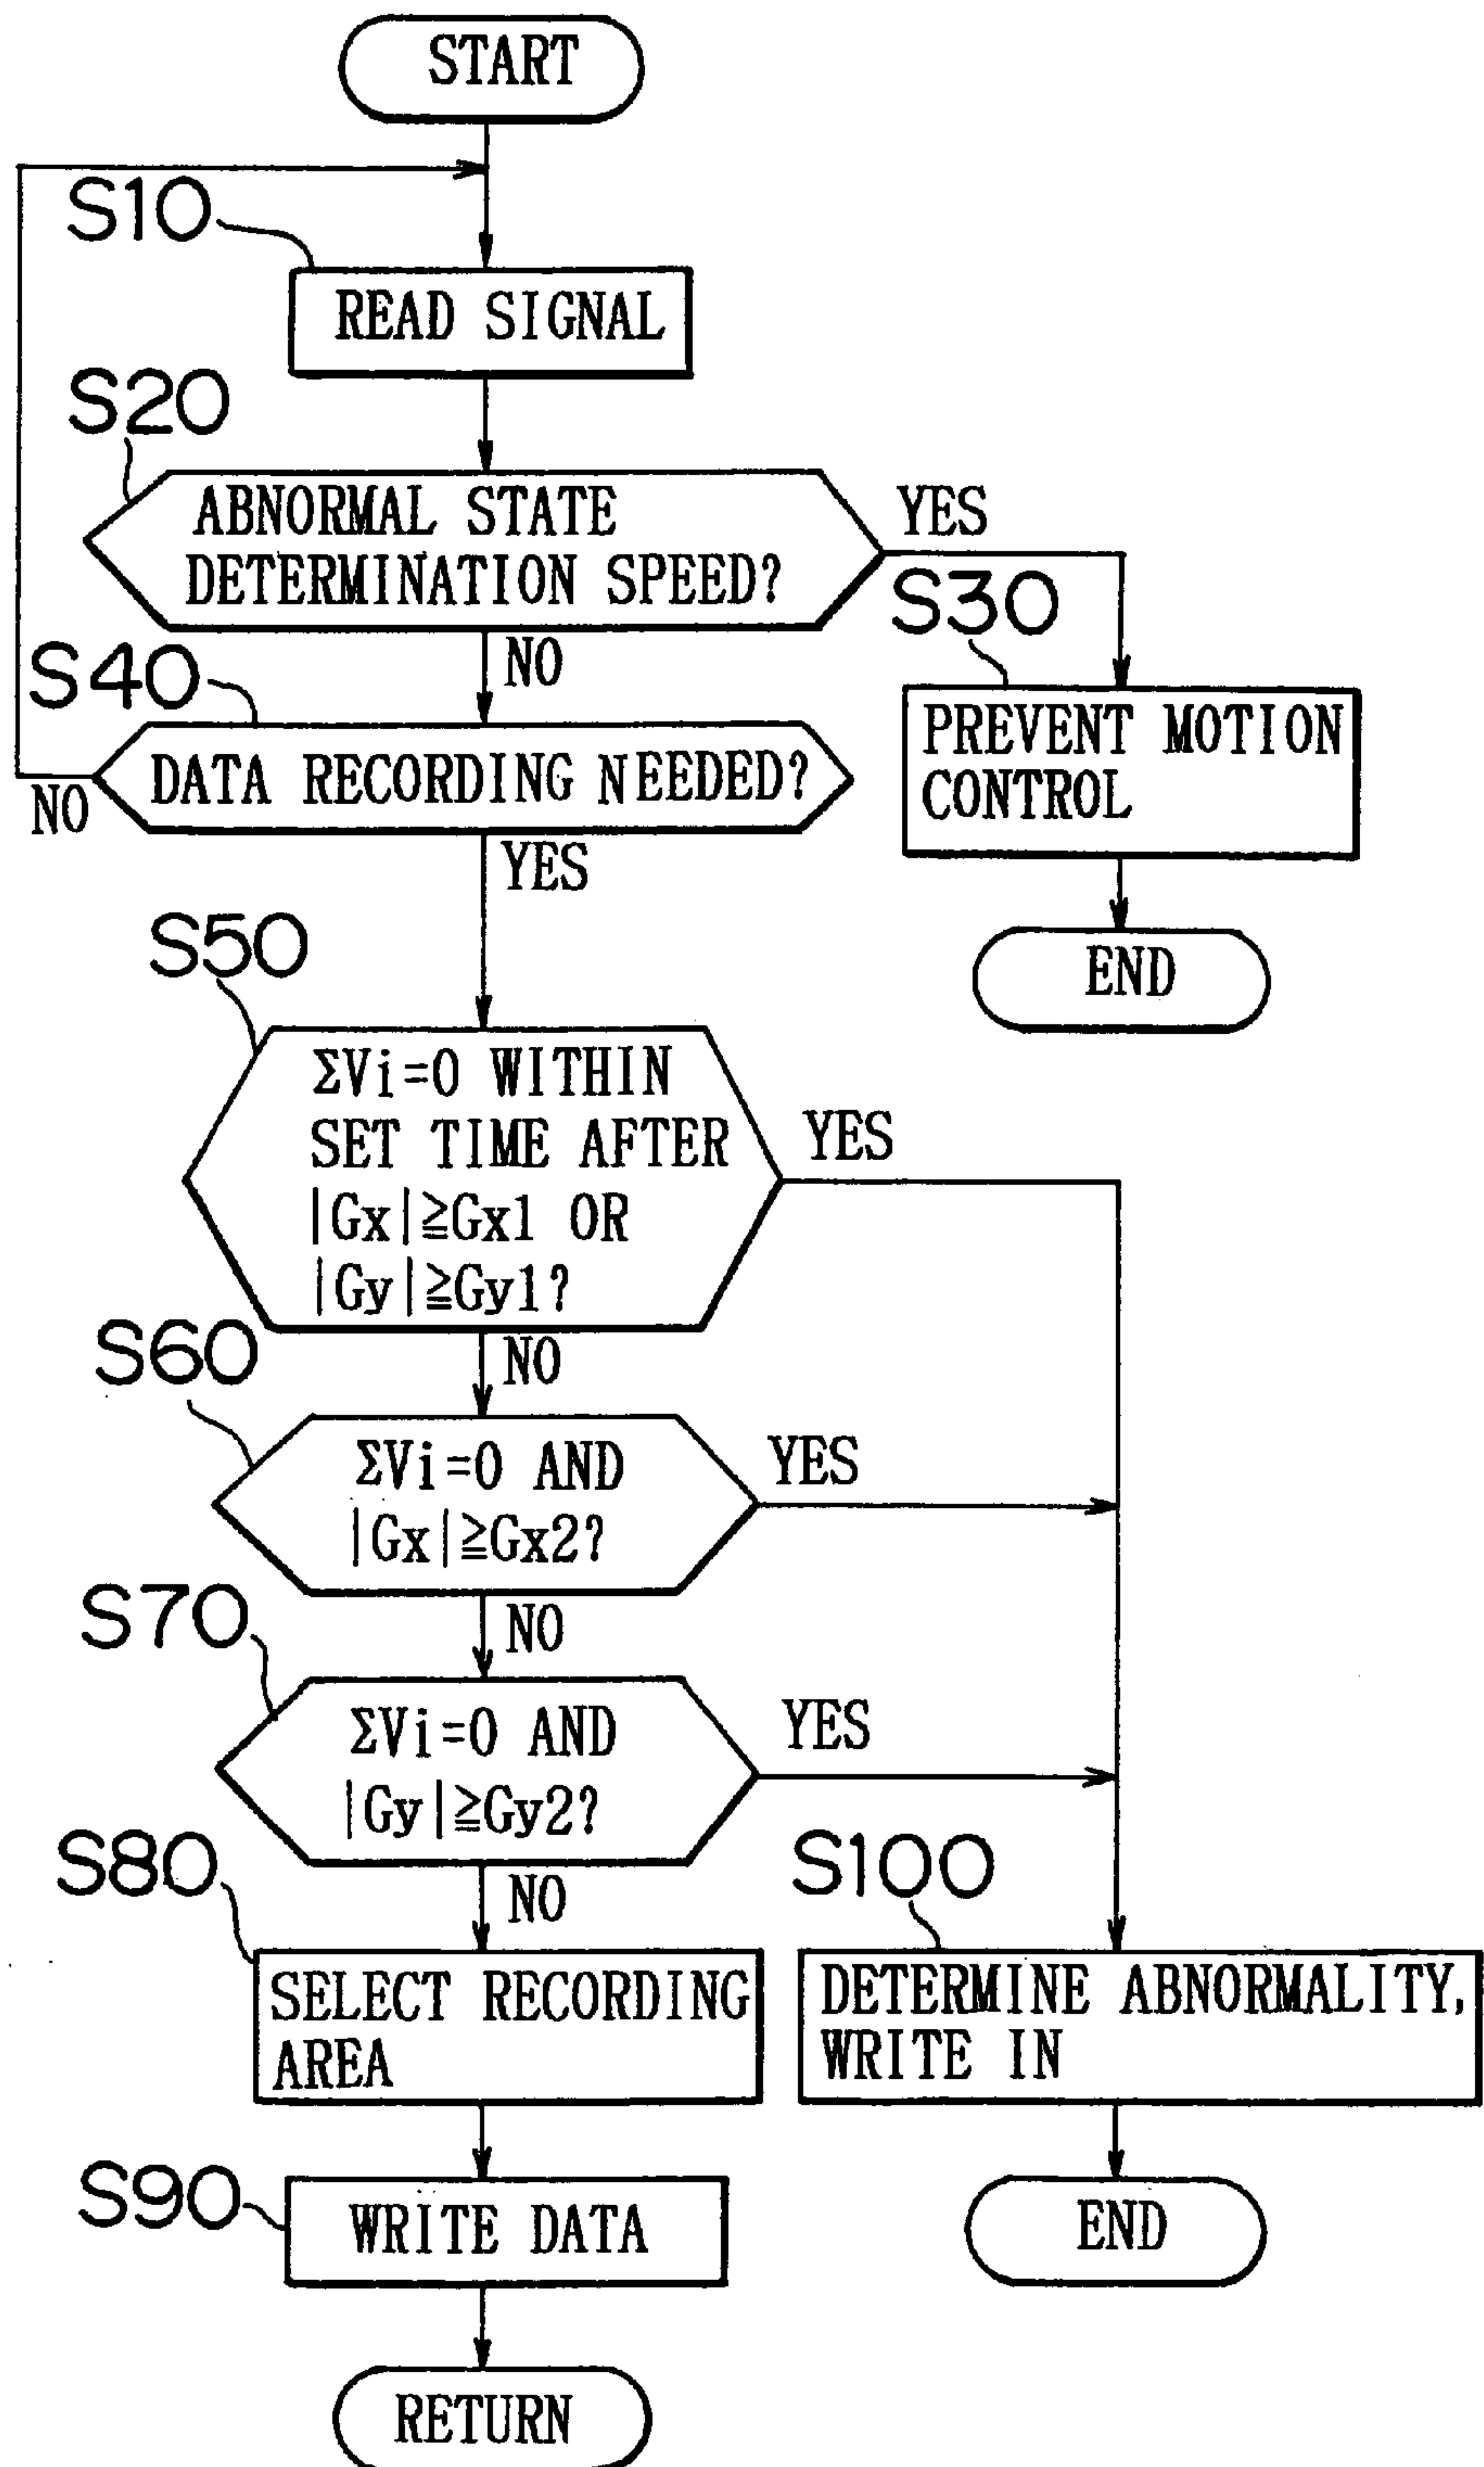 START
S10
READ SIGNAL
S20
ABNORMAL STATE
DETERMINATION SPEED?
YES
S30
NO
S40
PREVENT MOTION
CONTROL
DATA RECORDING NEEDED?
NO
YES
END
S50
ΣVi=0 WITHIN
SET TIME AFTER
|Gx|≧Gx1 OR
|Gy|≧Gy1?
YES
NO
S60
ΣVi=0 AND
|Gx|≧Gx2?
YES
NO
S70
ΣVi=0 AND
|Gy|≧Gy2?
YES
NO
S80
SELECT RECORDING
AREA
S100
DETERMINE ABNORMALITY,
WRITE IN
S90
WRITE DATA
END
RETURN